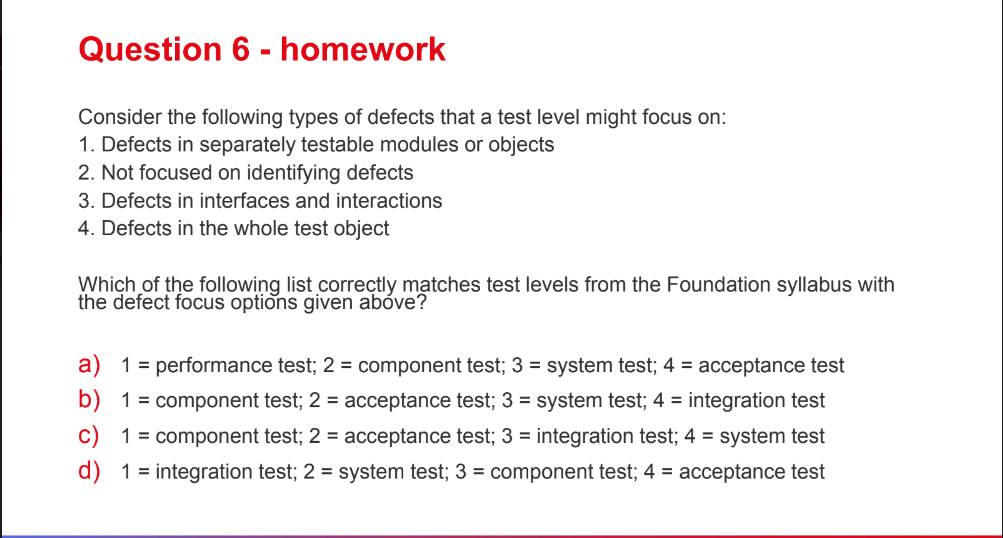 Question 6 - homework
Consider the following types of defects that a test level might focus on:
1. Defects in separately testable modules or objects
2. Not focused on identifying defects
3. Defects in interfaces and interactions
4. Defects in the whole test object
Which of the following list correctly matches test levels from the Foundation syllabus with
the defect focus options given above?
a) 1 = performance test; 2 = component test; 3 = system test; 4 = acceptance test
b) 1 = component test; 2 = acceptance test; 3 = system test; 4 = integration test
c) 1 = component test; 2 = acceptance test; 3 = integration test; 4 = system test
d) 1 = integration test; 2 = system test; 3 = component test; 4 = acceptance test